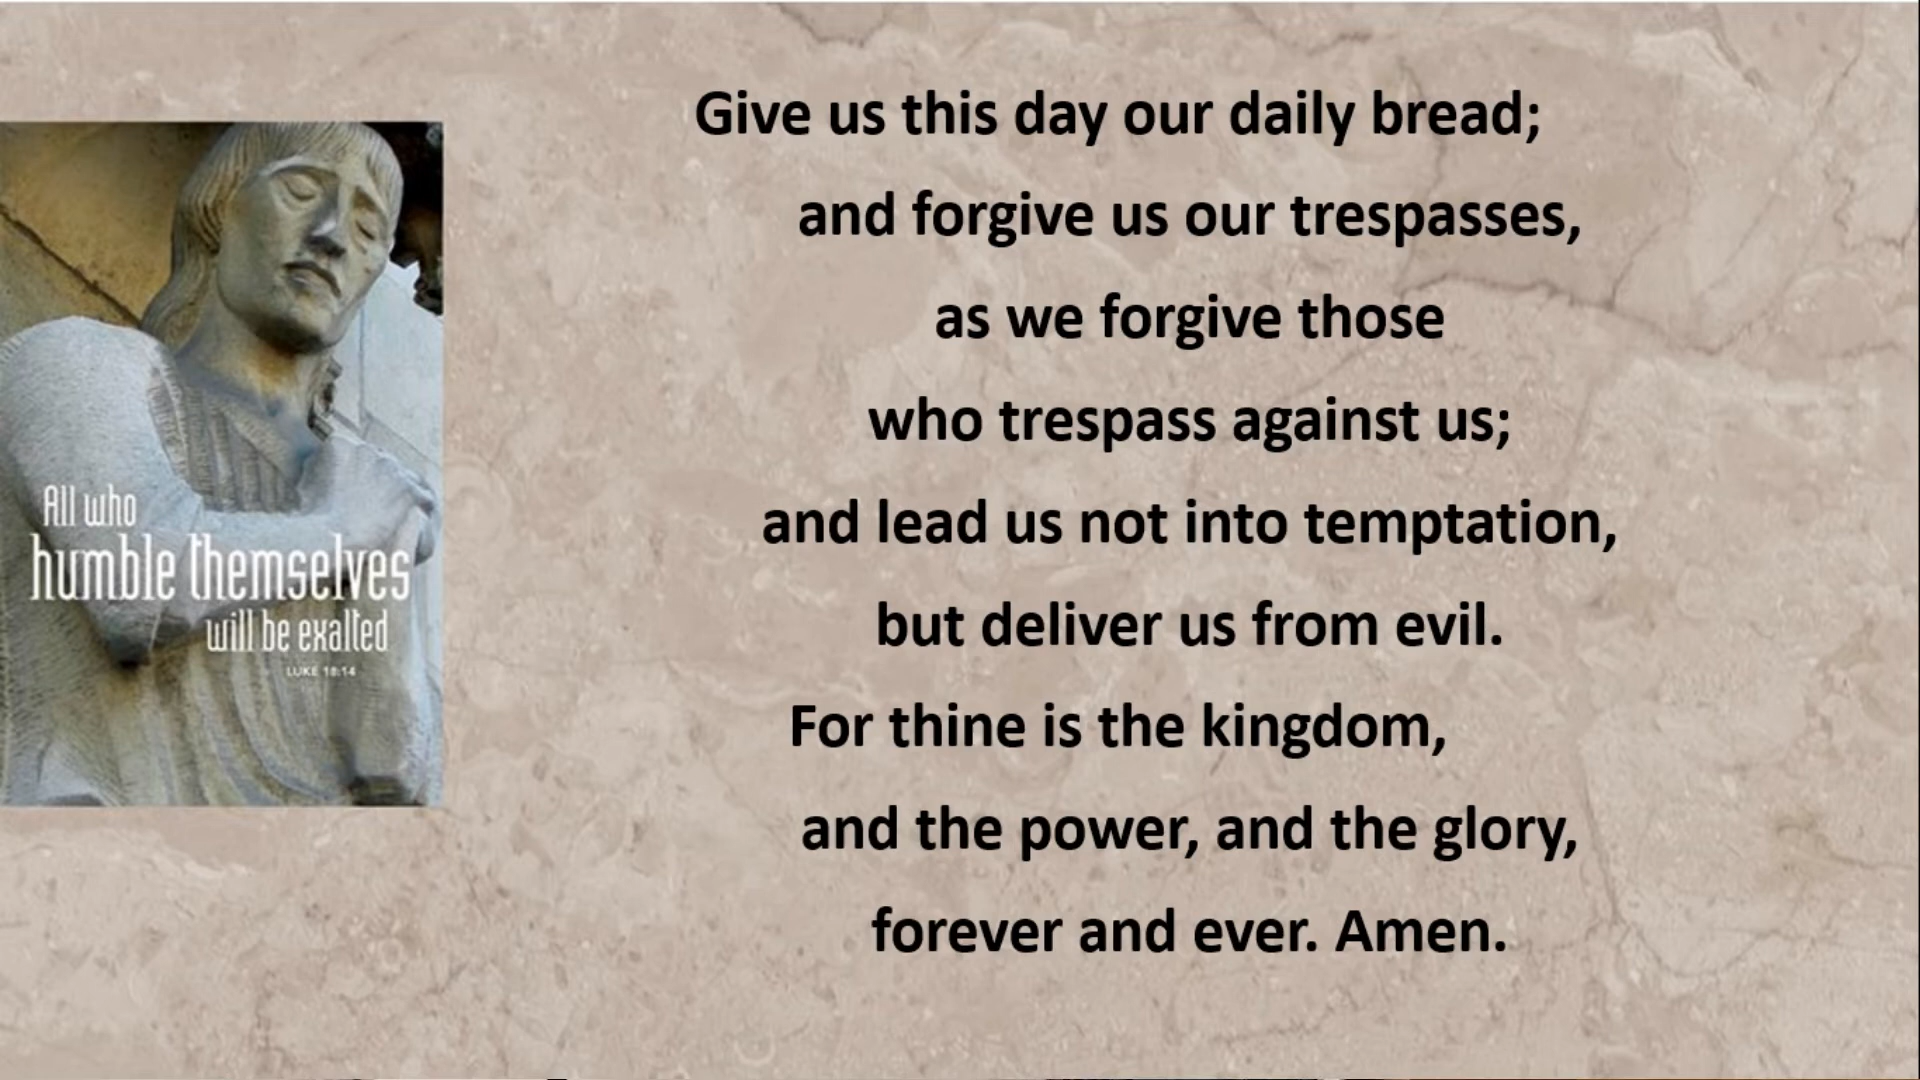 Give us this day our daily bread;
and forgive us our trespasses,
as we forgive those
who trespass against us;
and lead us not into temptation,
but deliver us from evil.
For thine is the kingdom,
and the power, and the glory,
forever and ever. Amen.
All who
humble themselves
will be exalted
LUKE 18:14